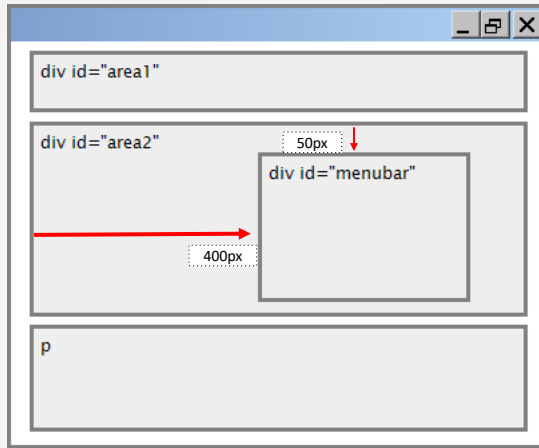 div id="area1"
div id="area2"
50px
div id="menubar"
400px
p